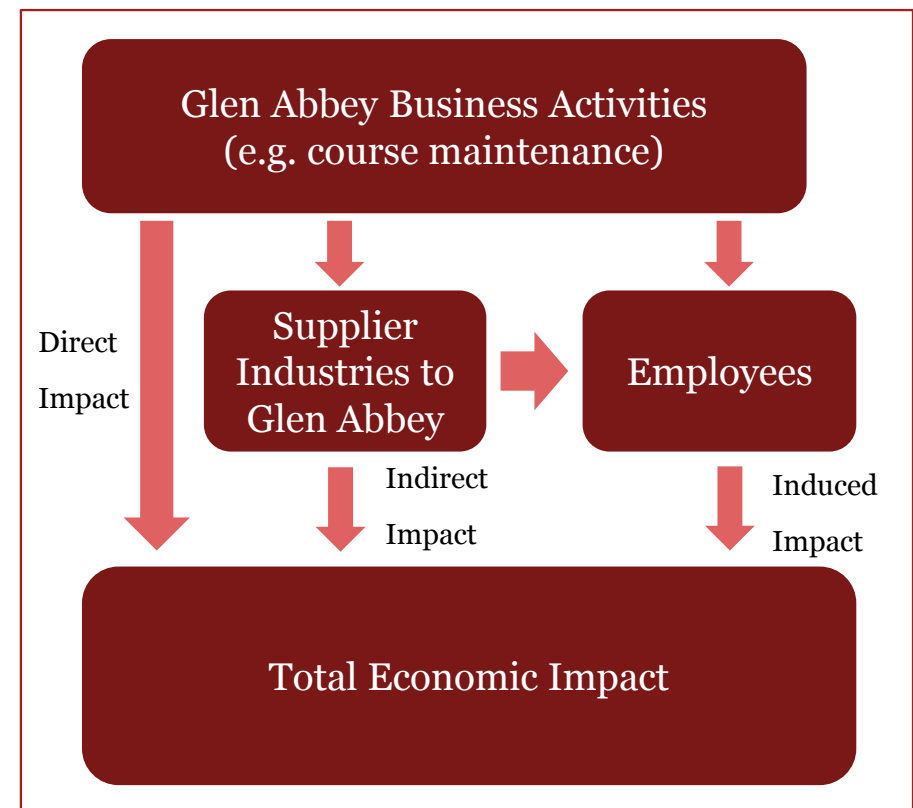 Glen Abbey Business Activities
(e.g. course maintenance)
Direct
Impact
Supplier
Industries to
Glen Abbey
Employees
Indirect
Impact
Induced
Impact
Total Economic Impact